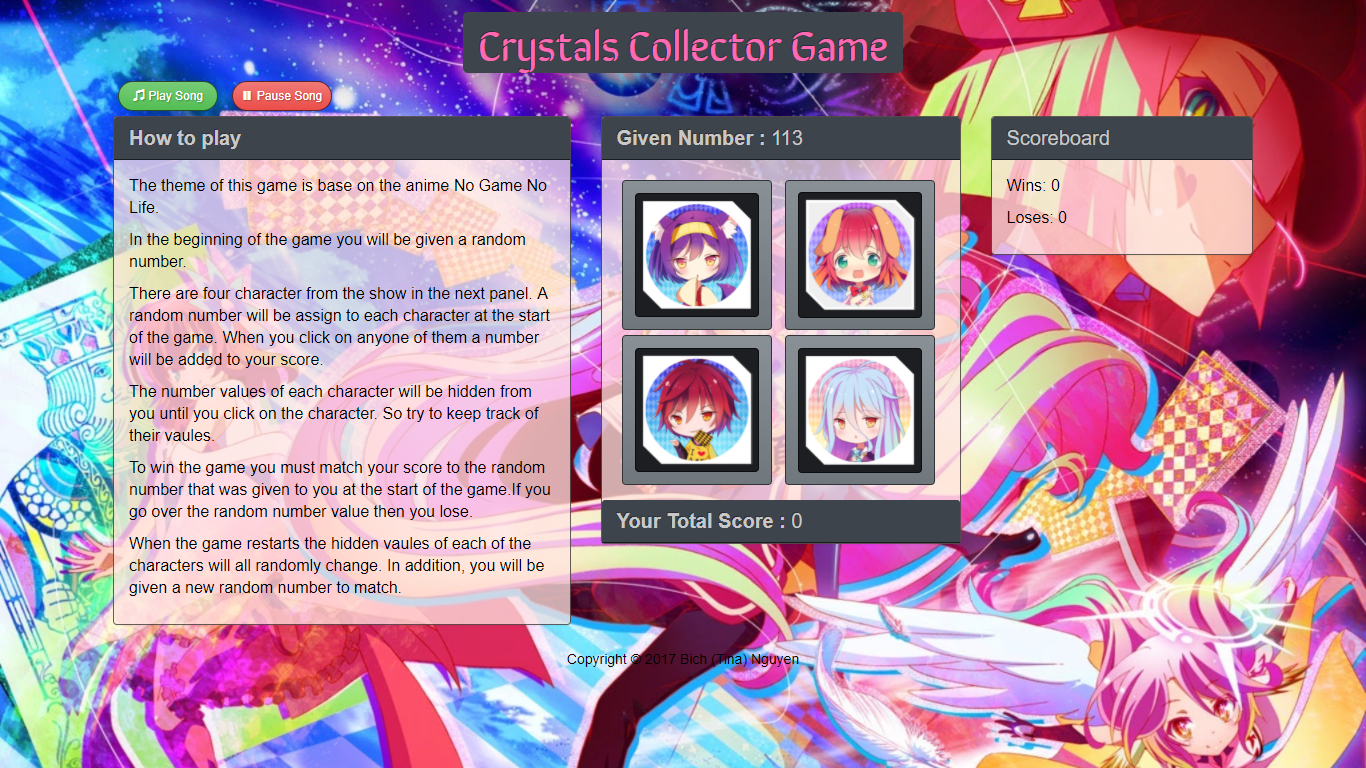 Crystals Collector Game
Play Song
Pause Song
How to play
The theme of this game is base on the anime No Game No
Life.
In the beginning of the game you will be given a random
number.
There are four character from the show in the next panel. A
random number will be assign to each character at the start
of the game. When you click on anyone of them a number
will be added to your score.
The number values of each character will be hidden from
you until you click on the character. So try to keep track of
their vaules.
To win the game you must match your score to the random
number that was given to you at the start of the game.If you
go over the random number value then you lose.
When the game restarts the hidden vaules of each of the
characters will all randomly change. In addition, you will be
given a new random number to match.
Given Number : 113
Your Total Score : 0
Scoreboard
Wins: 0
Loses: 0
Copyright © 2017 Bich (Tina) Nguyen